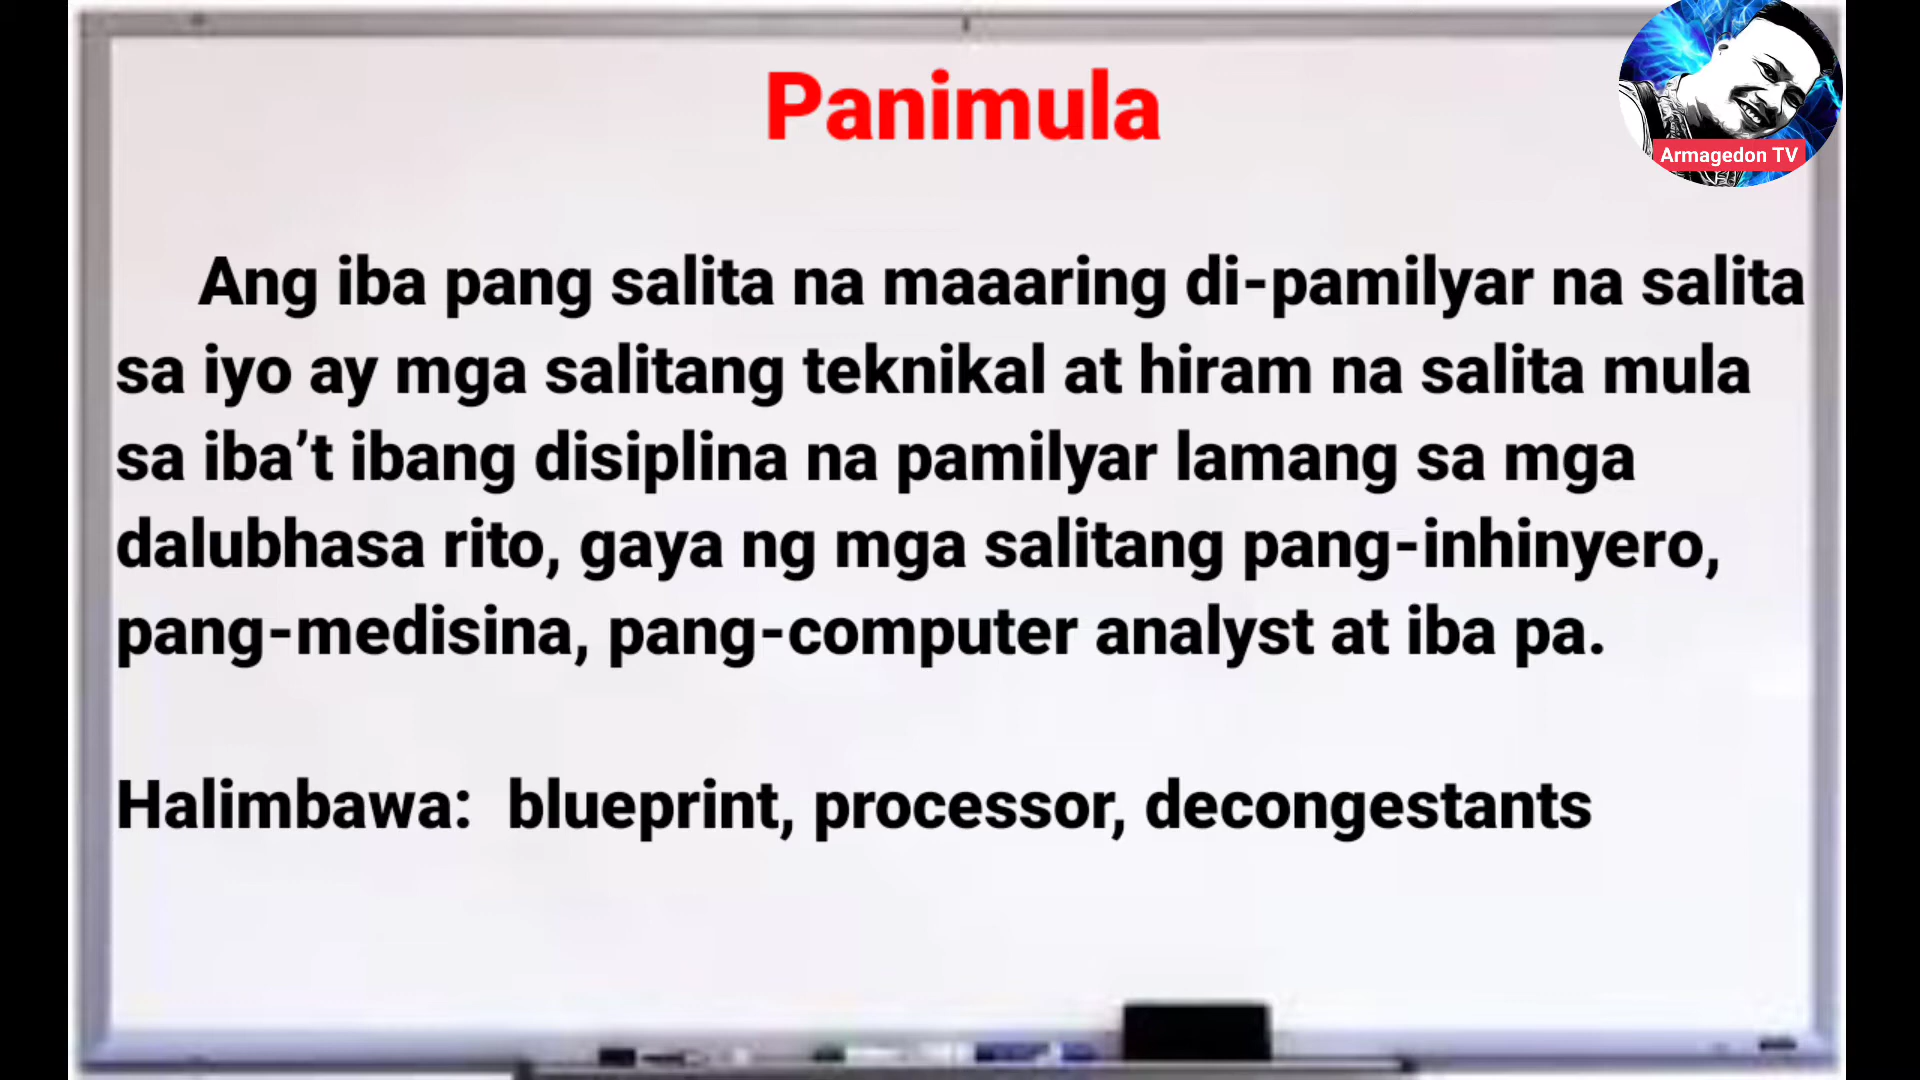 Panimula
Armagedon TV
Ang iba pang salita na maaaring di-pamilyar na salita
sa iyo ay mga salitang teknikal at hiram na salita mula
sa iba’t ibang disiplina na pamilyar lamang sa mga
dalubhasa rito, gaya ng mga salitang pang-inhinyero,
pang-medisina, pang-computer analyst at iba pa.
Halimbawa:  blueprint, processor, decongestants